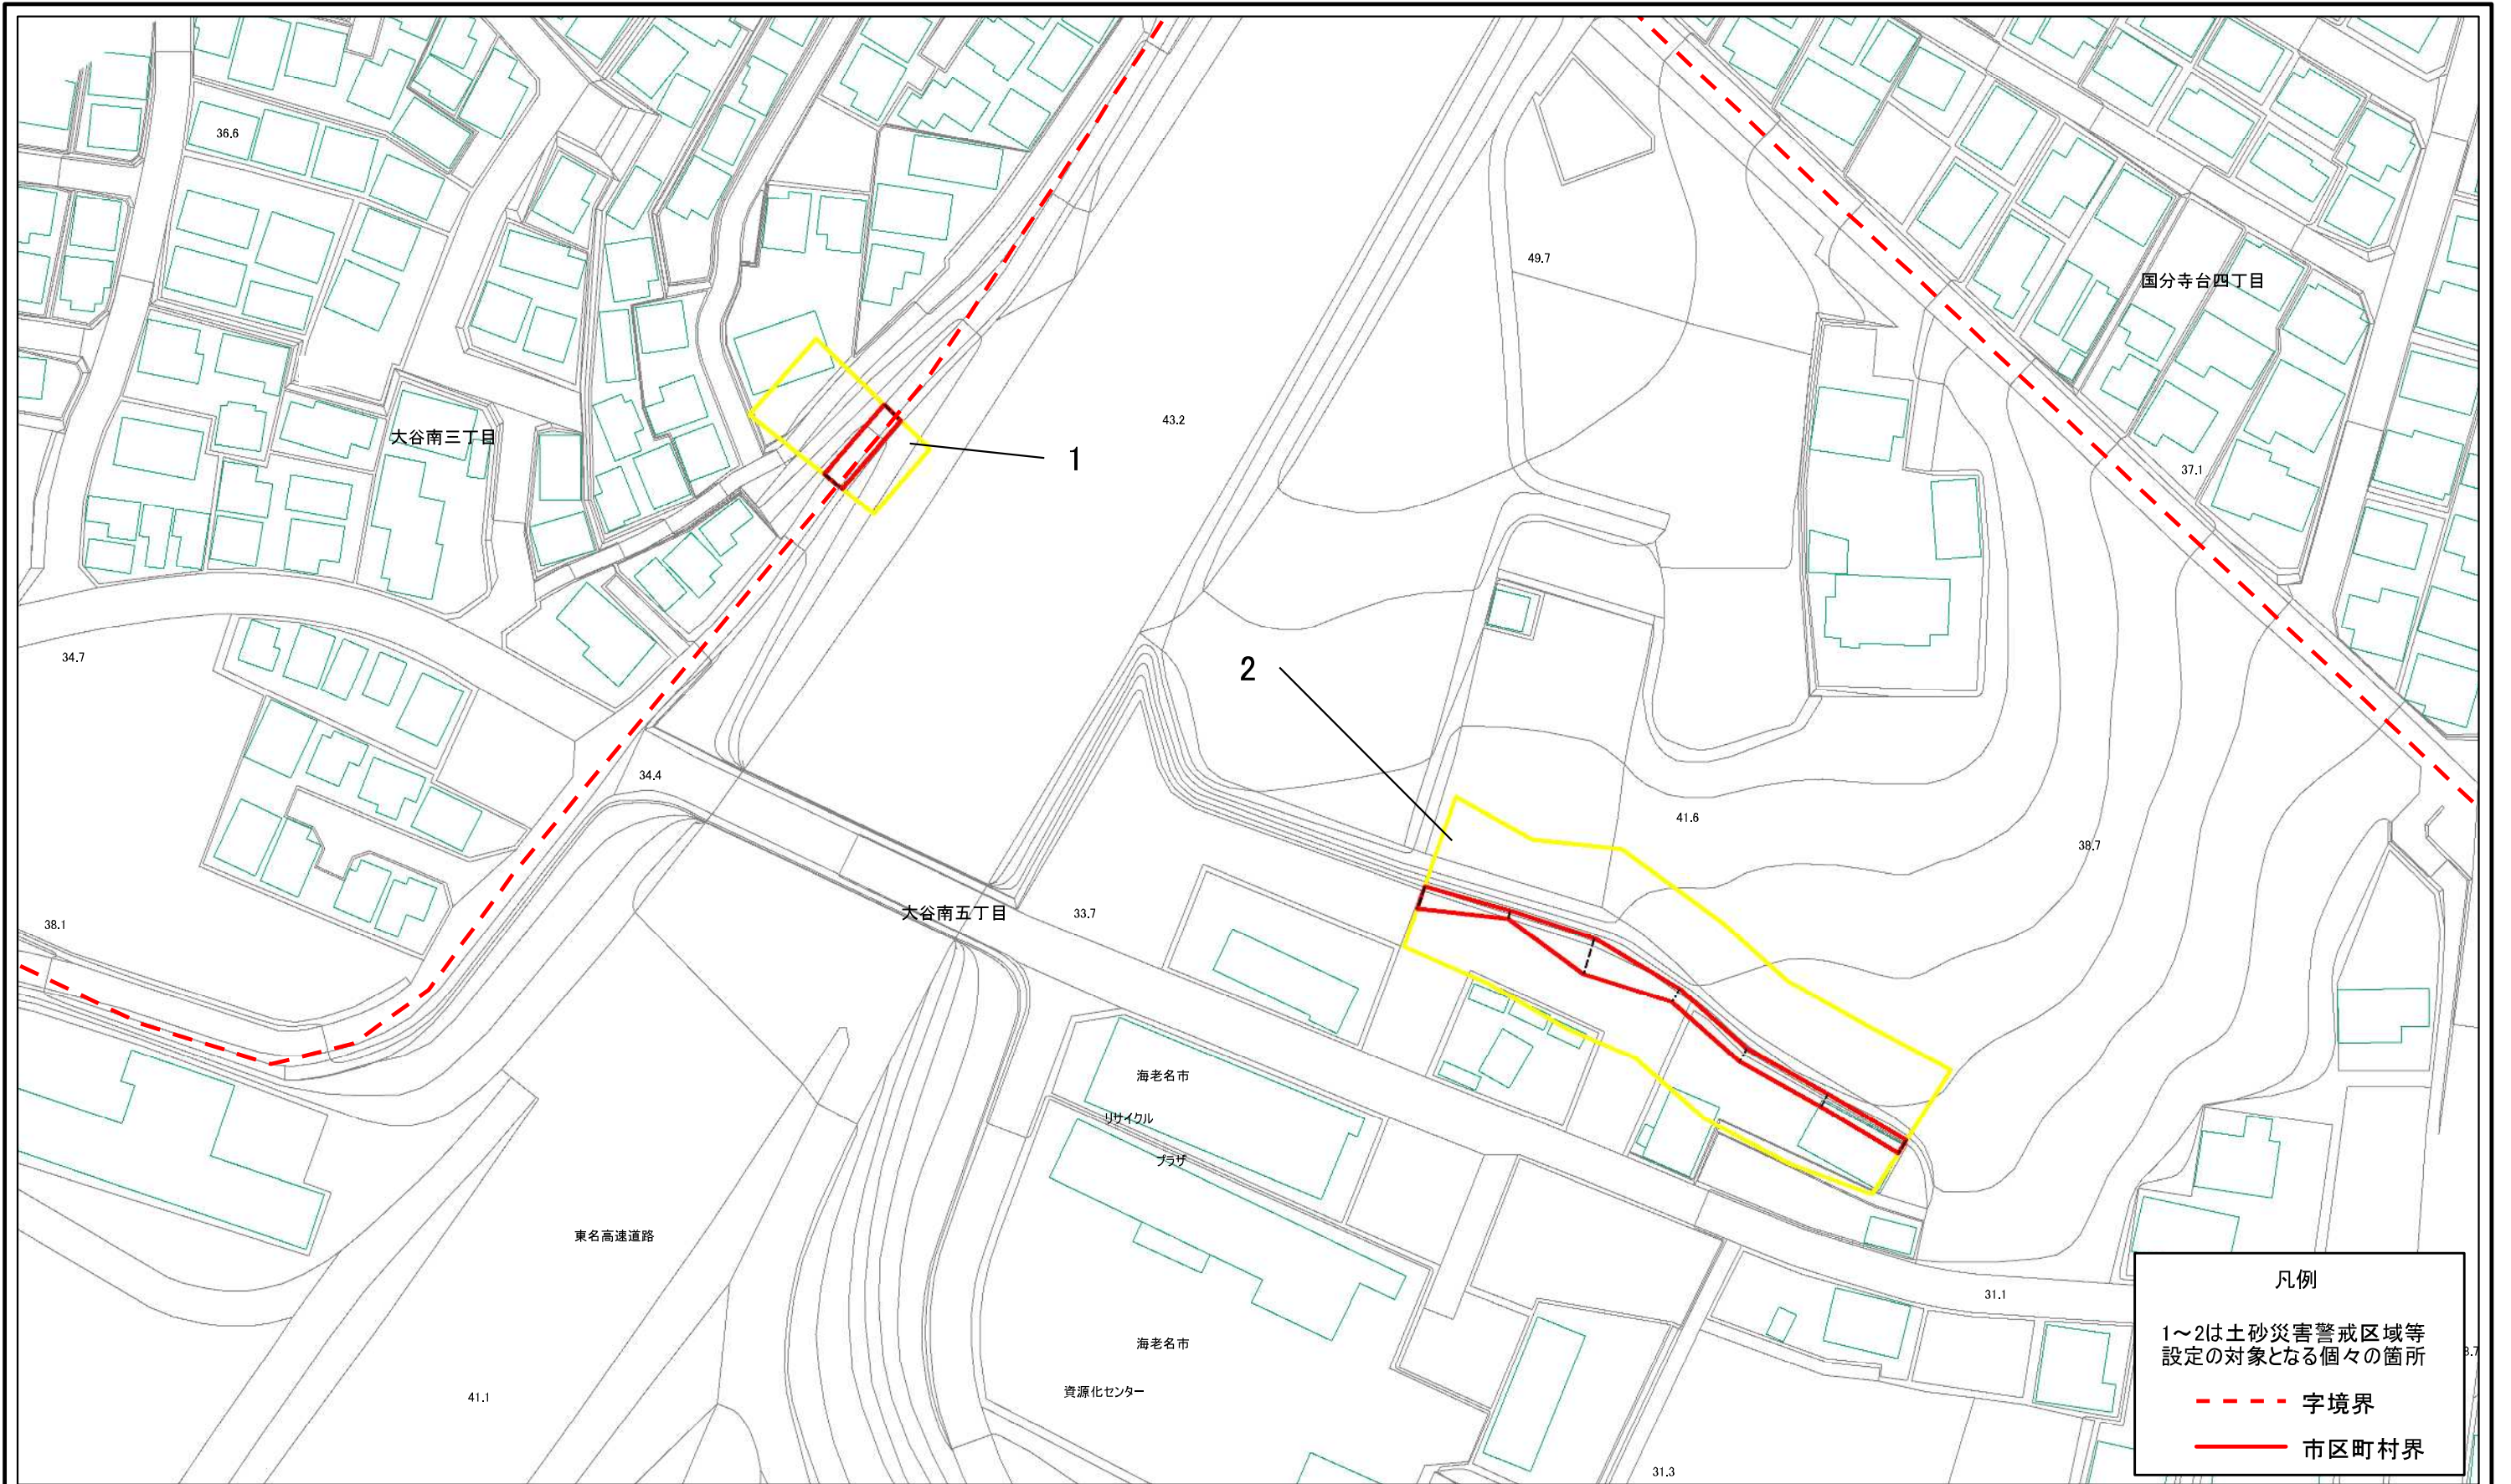 36.6
49.7
国分寺台四丁目
43.2
大谷南三丁目
1
37.1
34.7
2
34.4
41.6
38.7
大谷南五丁目
33.7
38.1
海老名市
リサイクル
プラザ
東名高速道路
31.1
海老名市
資源化センター
41.1
31.3
凡例
1～2は土砂災害警戒区域等
設定の対象となる個々の箇所
字境界
市区町村界